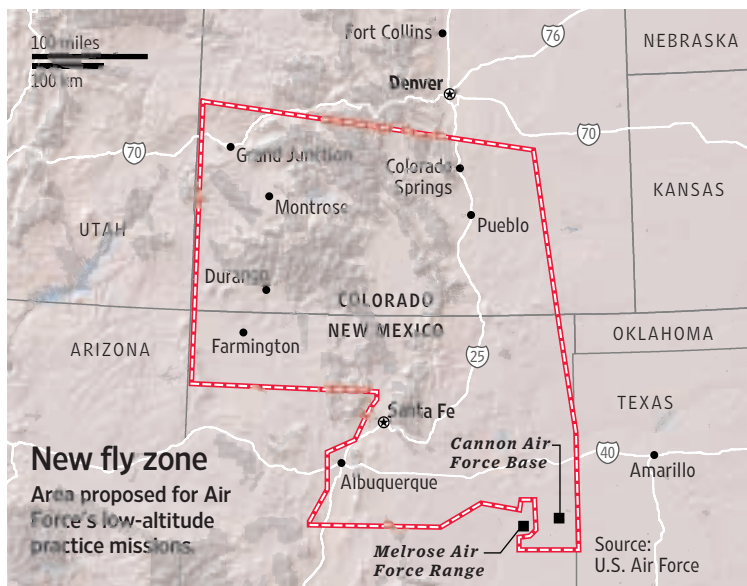 100 miles
100 km
Fort Collins
76
NEBRASKA
Denver
70
70
Grand Junction
Colorado
Springs
KANSAS
Montrose
Pueblo
UTAH
Durango
COLORADO
NEW MEXICO
OKLAHOMA
ARIZONA
Farmington
25
TEXAS
Santa Fe
Cannon Air
Force Base
40
Amarillo
Albuquerque
New fly zone
Area proposed for Air
Force's low-altitude
practice missions.
Melrose Air
Force Range
Source:
U.S. Air Force